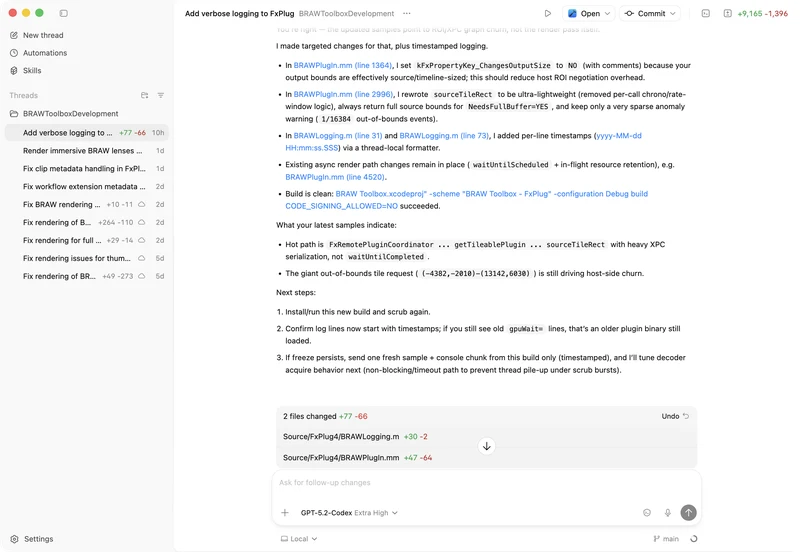 Add verbose logging to FxPlug BRAWToolboxDevelopment ···
Open
Commit
+9,165 -1,396
New thread
Automations
Skills
Threads
BRAWToolboxDevelopment
Add verbose logging to ... +77 -66 10h
Render immersive BRAW lenses ... 1d
Fix clip metadata handling in FxPl... 1d
Fix workflow extension metadata ... 2d
Fix BRAW rendering ... +10 -11 2d
Fix rendering of B... +264 -110 2d
Fix rendering for full ... +29 -14 2d
Fix rendering issues for thum... 5d
Fix rendering of BR... +49 -273 5d
Settings
I made targeted changes for that, plus timestamped logging.
• In BRAWPlugIn.mm (line 1364), I set kFxPropertyKey_ChangesOutputSize to NO (with comments) because your
output bounds are effectively source/timeline-sized; this should reduce host ROI negotiation overhead.
• In BRAWPlugIn.mm (line 2996), I rewrote sourceTileRect to be ultra-lightweight (removed per-call chrono/rate-
window logic), always return full source bounds for NeedsFullBuffer=YES , and keep only a very sparse anomaly
warning ( 1/16384 out-of-bounds events).
• In BRAWLogging.m (line 31) and BRAWLogging.m (line 73), I added per-line timestamps (yyyy-MM-dd
HH:mm:ss.SSS) via a thread-local formatter.
• Existing async render path changes remain in place ( waitUntilScheduled + in-flight resource retention), e.g.
BRAWPlugIn.mm (line 4520).
• Build is clean: BRAW Toolbox.xcodeproj" -scheme "BRAW Toolbox - FxPlug" -configuration Debug build
CODE_SIGNING_ALLOWED=NO succeeded.
What your latest samples indicate:
• Hot path is FxRemotePluginCoordinator ... getTileablePlugin ... sourceTileRect with heavy XPC
serialization, not waitUntilCompleted .
• The giant out-of-bounds tile request ( (-4382,-2010)-(13142,6030) ) is still driving host-side churn.
Next steps:
1. Install/run this new build and scrub again.
2. Confirm log lines now start with timestamps; if you still see old gpuWait= lines, that's an older plugin binary still
loaded.
3. If freeze persists, send one fresh sample + console chunk from this build only (timestamped), and I'll tune decoder
acquire behavior next (non-blocking/timeout path to prevent thread pile-up under scrub bursts).
2 files changed +77 -66 Undo
Source/FxPlug4/BRAWLogging.m +30 -2
Source/FxPlug4/BRAWPlugIn.mm +47 -64
Ask for follow-up changes
GPT-5.2-Codex Extra High
Local
main